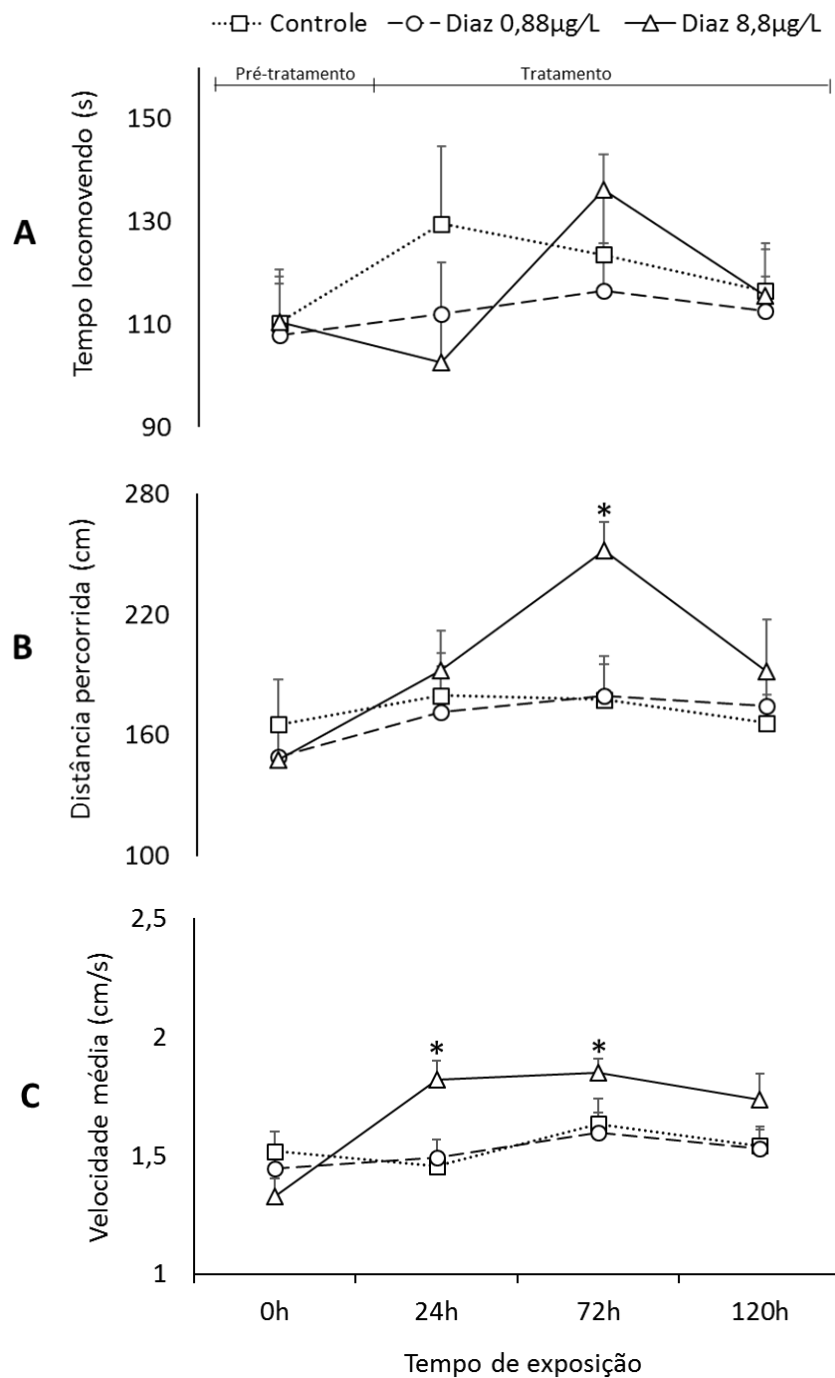 Controle Diaz 0,88µg/L Diaz 8,8µg/L
Pré-tratamento Tratamento
A
Tempo locomovendo (s)
150
130
110
90
B
Distância percorrida (cm)
280
220
160
100
*
C
Velocidade média (cm/s)
2,5
2
1,5
1
* *
0h 24h 72h 120h
Tempo de exposição